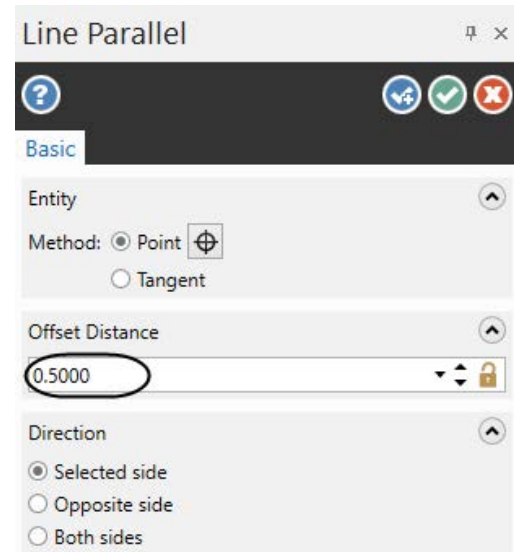 Line Parallel
Basic
Entity
Method: Point
Tangent
Offset Distance
0.5000
Direction
Selected side
Opposite side
Both sides